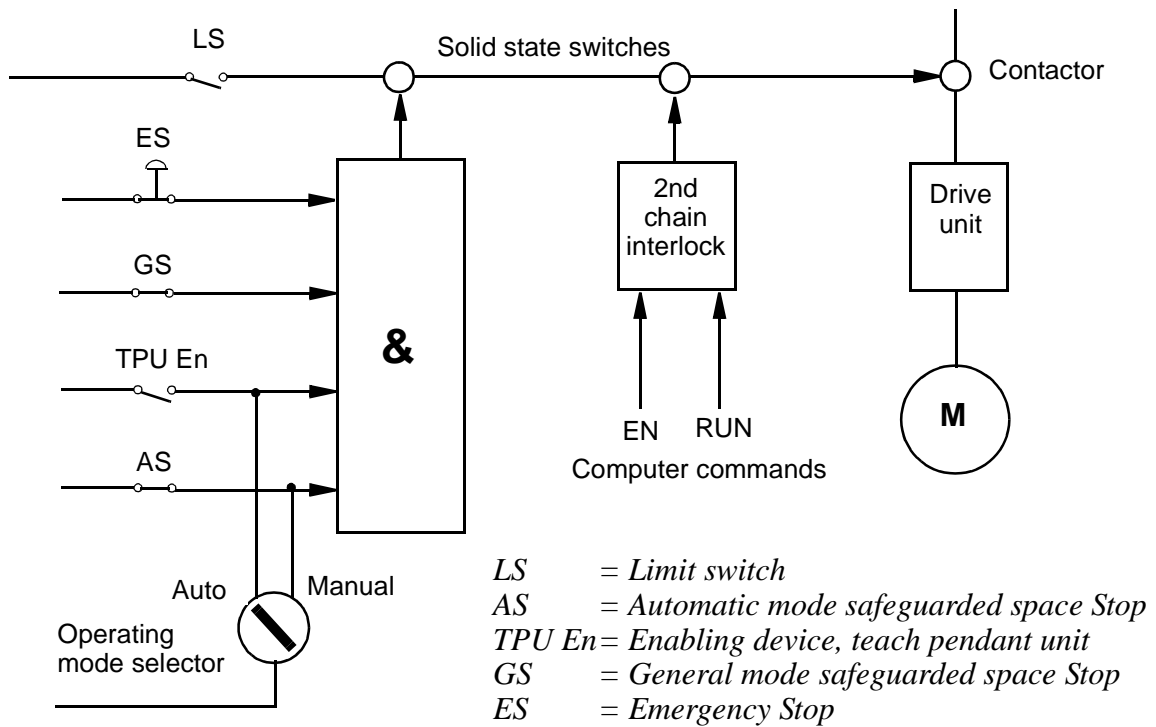 LS
Solid state switches
Contactor
ES
2nd
chain
interlock
Drive
unit
GS
&
TPU En
M
EN RUN
AS
Computer commands
Auto
Manual
Operating
mode selector
LS = Limit switch
AS = Automatic mode safeguarded space Stop
TPU En = Enabling device, teach pendant unit
GS = General mode safeguarded space Stop
ES = Emergency Stop